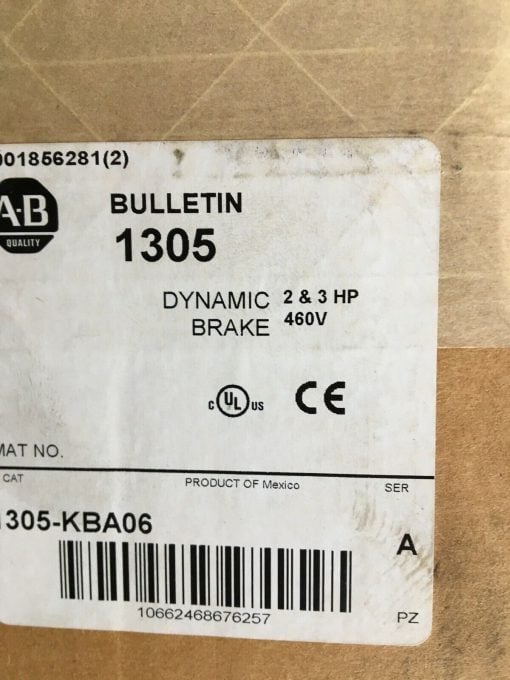 001856281(2)
A-B
QUALITY
BULLETIN
1305
DYNAMIC 2 & 3 HP
BRAKE 460V
C UL US CE
MAT NO.
CAT PRODUCT OF Mexico SER
1305-KBA06
A
10662468676257
PZ